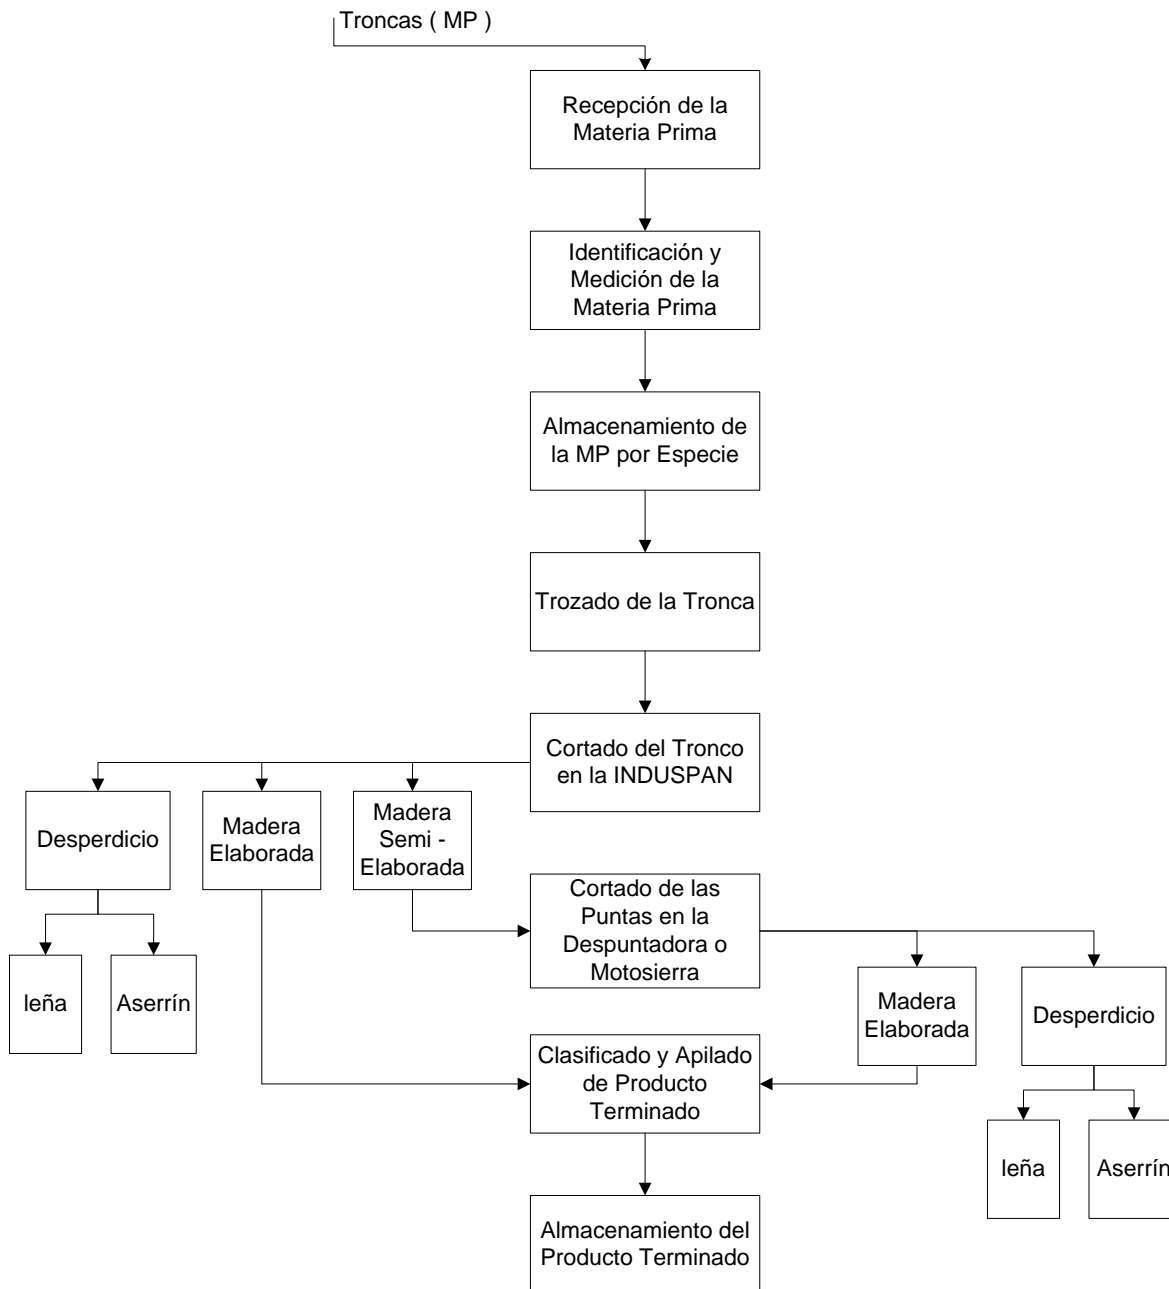 Troncas ( MP )
Recepción de la
Materia Prima
Identificación y
Medición de la
Materia Prima
Almacenamiento de
la MP por Especie
Trozado de la Tronca
Cortado del Tronco
en la INDUSPAN
Desperdicio
Madera
Elaborada
Madera
Semi -
Elaborada
leña
Aserrín
Cortado de las
Puntas en la
Despuntadora o
Motosierra
Madera
Elaborada
Desperdicio
leña
Aserrín
Clasificado y Apilado
de Producto
Terminado
Almacenamiento del
Producto Terminado